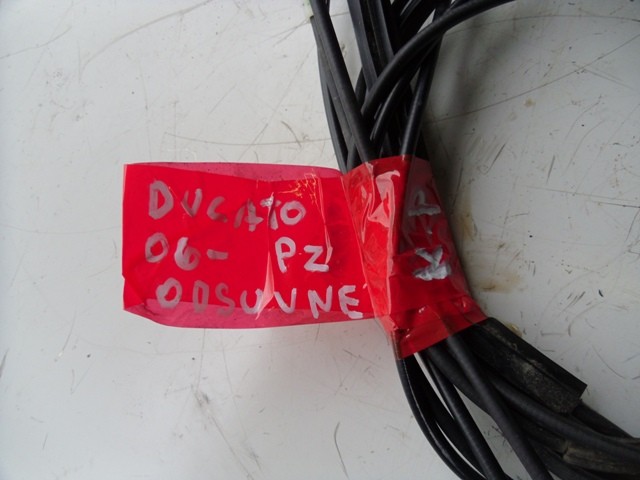 DUCATO
06- PZ
ODSUVNE